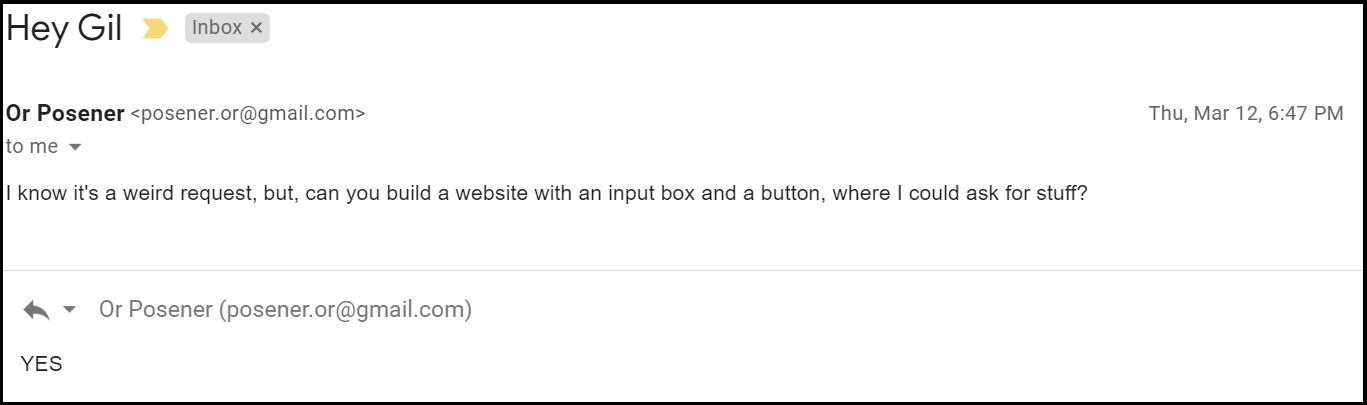 Hey Gil Inbox ×
Or Posener <posener.or@gmail.com> Thu, Mar 12, 6:47 PM
to me
I know it's a weird request, but, can you build a website with an input box and a button, where I could ask for stuff?
Or Posener (posener.or@gmail.com)
YES